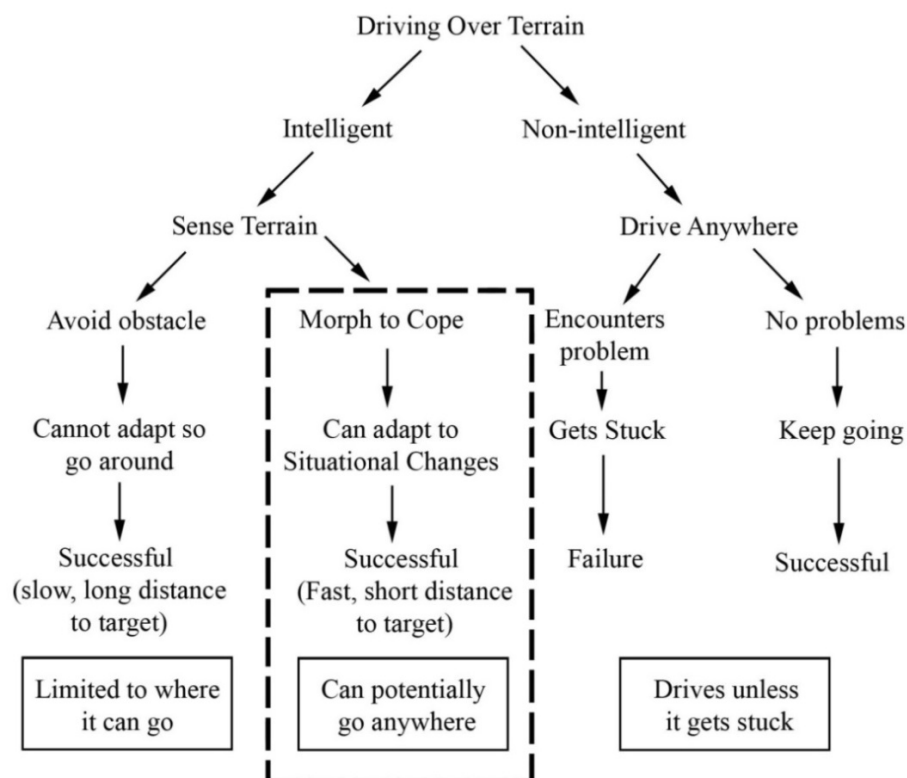 Driving Over Terrain
Intelligent
Non-intelligent
Sense Terrain
Drive Anywhere
Avoid obstacle
Morph to Cope
Encounters
problem
No problems
Cannot adapt so
go around
Can adapt to
Situational Changes
Gets Stuck
Keep going
Successful
(slow, long distance
to target)
Successful
(Fast, short distance
to target)
Failure
Successful
Limited to where
it can go
Can potentially
go anywhere
Drives unless
it gets stuck